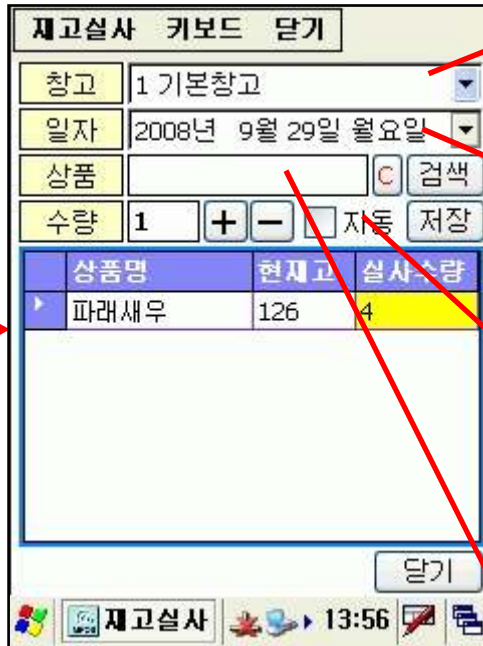 재고실사 키보드 닫기
창고 1 기본창고
일자 2008년 9월 29일 월요일
상품 C 검색
수량 1 + - 자동 저장
상품명 현재고 실사수량
파래새우 126 4
닫기
재고실사 13:56